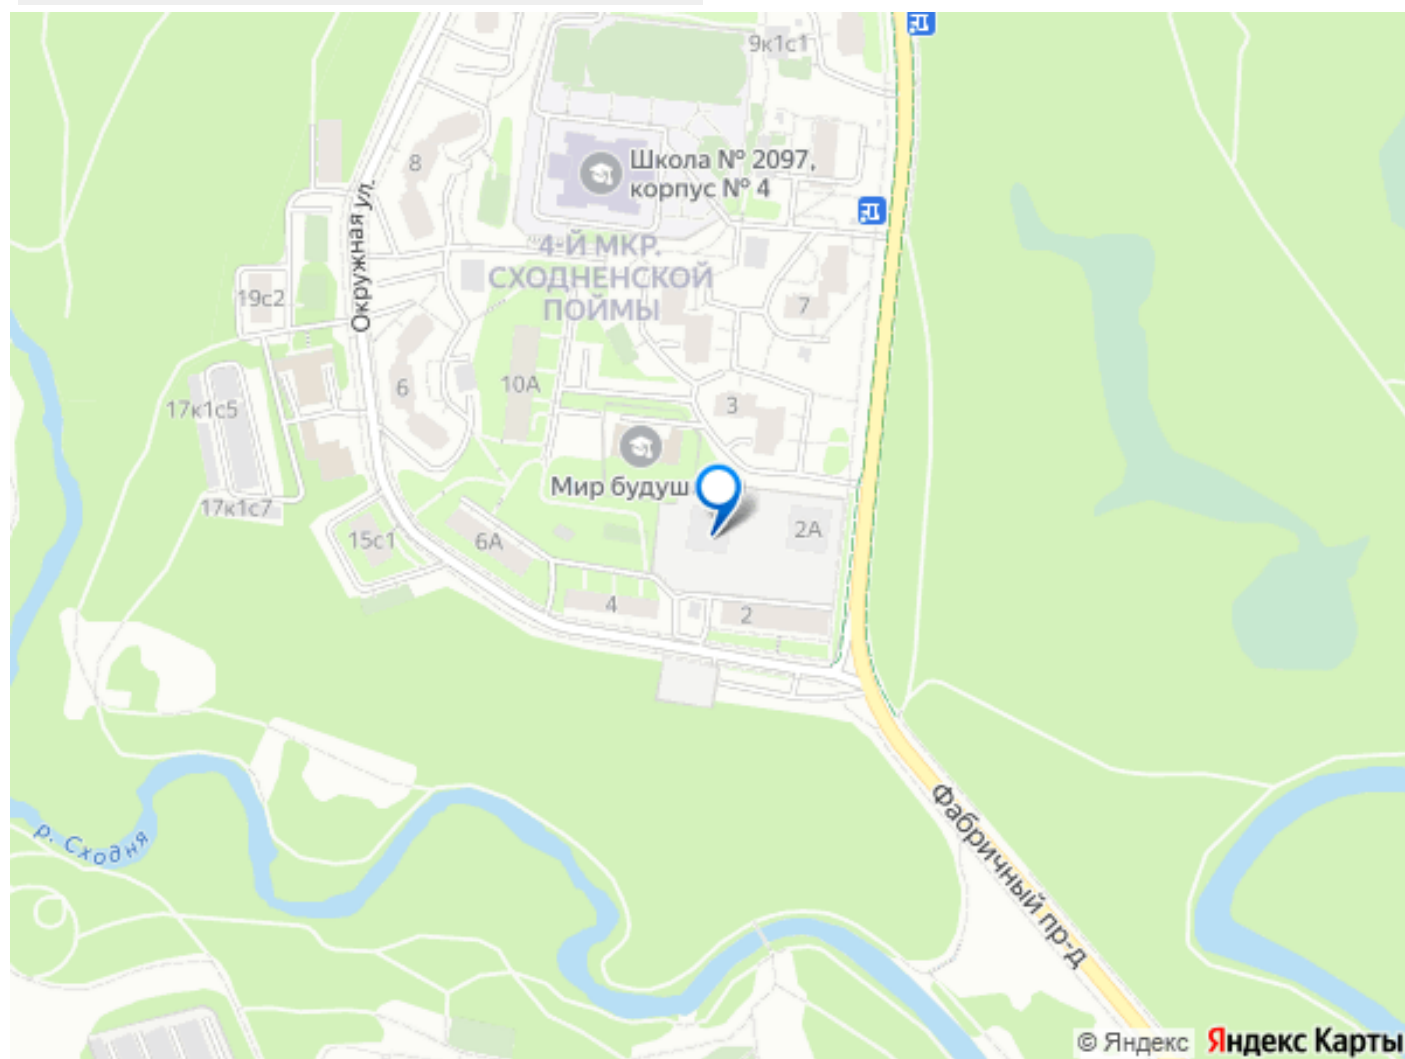 9к1с1
Школа № 2097,
корпус № 4
8
Окружная ул.
4-Й МКР.
СХОДНЕНСКОЙ
ПОЙМЫ
19с2
7
6
10А
3
17к1с5
Мир будущ
17к1с7
15с1
6А
2А
4
2
р. Сходня
Фабричный пр-д
© Яндекс Яндекс Карты